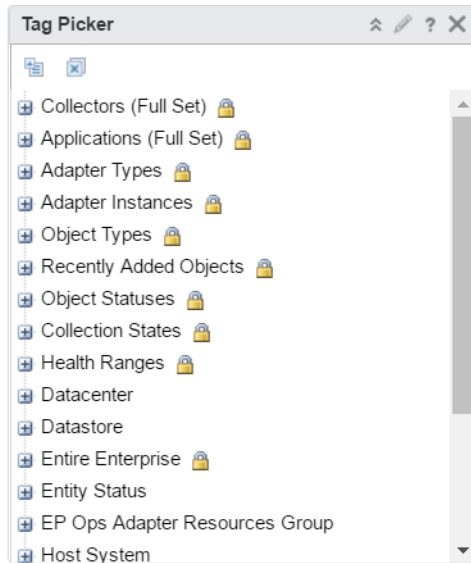 Tag Picker ?
Collectors (Full Set)
Applications (Full Set)
Adapter Types
Adapter Instances
Object Types
Recently Added Objects
Object Statuses
Collection States
Health Ranges
Datacenter
Datastore
Entire Enterprise
Entity Status
EP Ops Adapter Resources Group
Host System